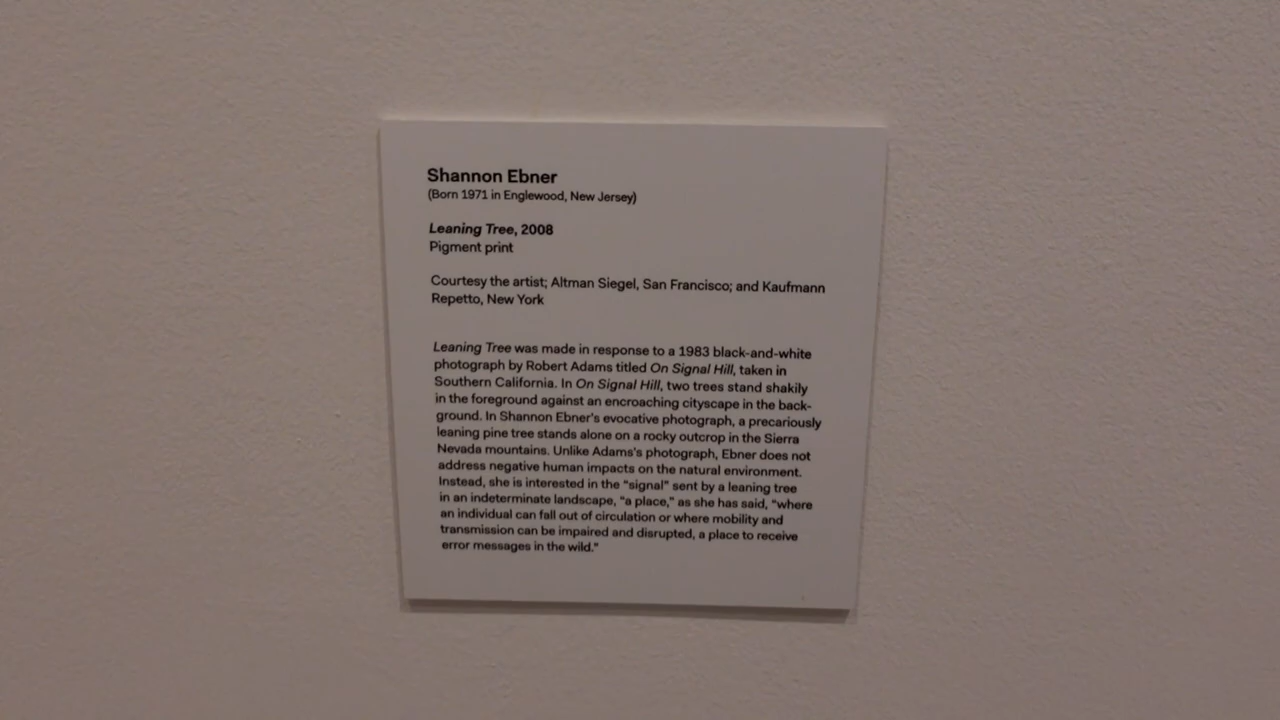 Shannon Ebner
(Born 1971 in Englewood, New Jersey)
Leaning Tree, 2008
Pigment print
Courtesy the artist; Altman Siegel, San Francisco; and Kaufmann
Repetto, New York
Leaning Tree was made in response to a 1983 black-and-white
photograph by Robert Adams titled On Signal Hill, taken in
Southern California. In On Signal Hill, two trees stand shakily
in the foreground against an encroaching cityscape in the back-
ground. In Shannon Ebner's evocative photograph, a precariously
leaning pine tree stands alone on a rocky outcrop in the Sierra
Nevada mountains. Unlike Adams's photograph, Ebner does not
address negative human impacts on the natural environment.
Instead, she is interested in the "signal" sent by a leaning tree
in an indeterminate landscape, "a place," as she has said, "where
an individual can fall out of circulation or where mobility and
transmission can be impaired and disrupted, a place to receive
error messages in the wild."